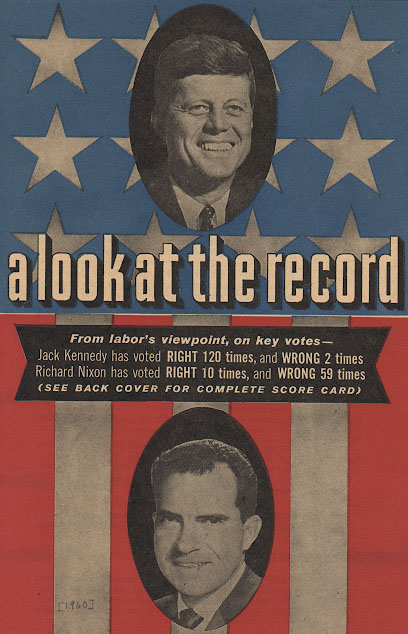 a look at the record
From labor's viewpoint, on key votes—
Jack Kennedy has voted RIGHT 120 times, and WRONG 2 times
Richard Nixon has voted RIGHT 10 times, and WRONG 59 times
(SEE BACK COVER FOR COMPLETE SCORE CARD)
[1960]